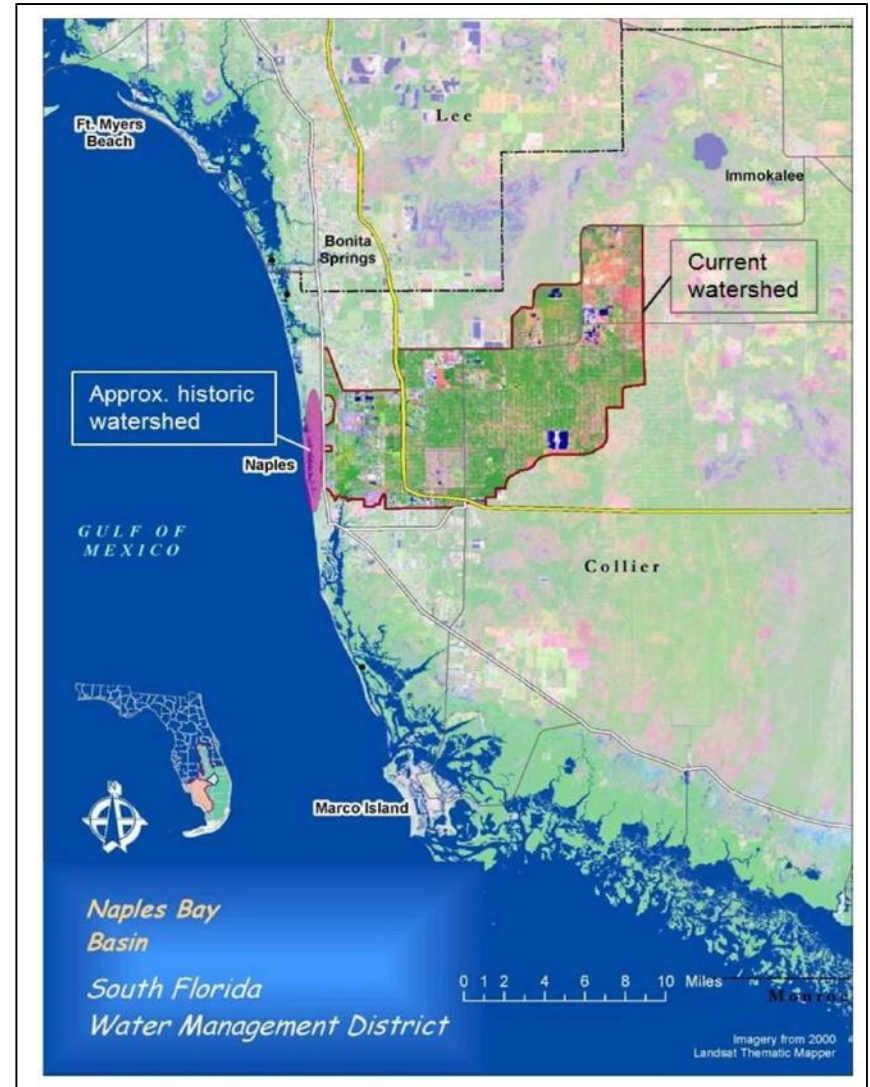 Ft. Myers
Beach
Lee
Immokalee
Bonita
Springs
Current
watershed
Approx. historic
watershed
Naples
GULF OF
MEXICO
Collier
Marco Island
Naples Bay
Basin
South Florida
Water Management District
0 1 2 4 6 8 10 Miles
Monroe
Imagery from 2000
Landsat Thematic Mapper